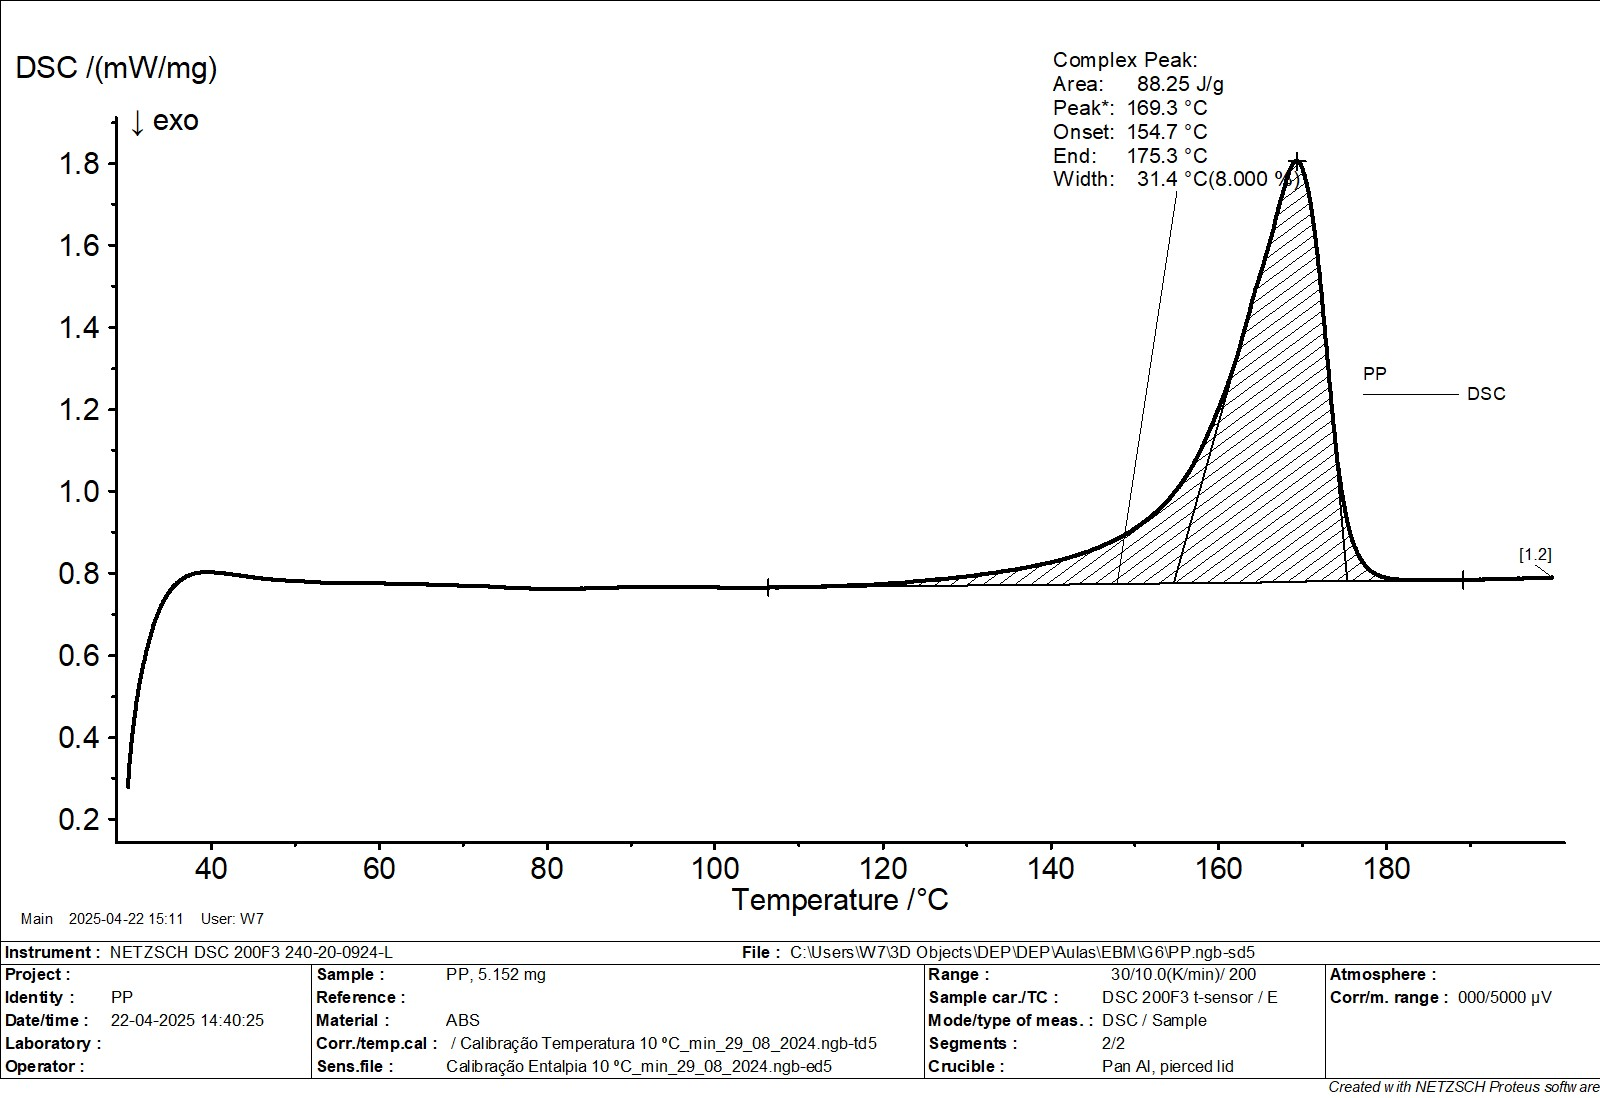 DSC /(mW/mg)
↓ exo
Complex Peak:
Area: 88.25 J/g
Peak*: 169.3 °C
Onset: 154.7 °C
End: 175.3 °C
Width: 31.4 °C(8.000 %)
1.8
1.6
1.4
1.2
1.0
0.8
0.6
0.4
0.2
PP
DSC
[1.2]
40 60 80 100 120 140 160 180
Temperature /°C
Main 2025-04-22 15:11 User: W7
Instrument : NETZSCH DSC 200F3 240-20-0924-L File : C:\Users\W7\3D Objects\DEP\DEP\Aulas\EBM\G6\PP.ngb-sd5
Project :
Identity : PP
Date/time : 22-04-2025 14:40:25
Laboratory :
Operator :
Sample : PP, 5.152 mg
Reference :
Material : ABS
Corr./temp.cal : / Calibração Temperatura 10 ºC_min_29_08_2024.ngb-td5
Sens.file : Calibração Entalpia 10 ºC_min_29_08_2024.ngb-ed5
Range : 30/10.0(K/min)/ 200
Sample car./TC : DSC 200F3 t-sensor / E
Mode/type of meas. : DSC / Sample
Segments : 2/2
Crucible : Pan Al, pierced lid
Atmosphere :
Corr/m. range : 000/5000 µV
Created with NETZSCH Proteus software